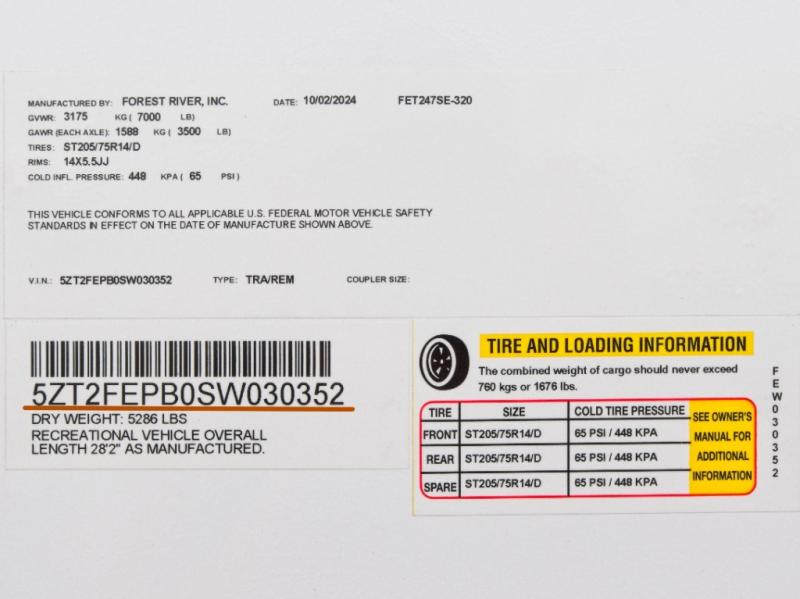 MANUFACTURED BY: FOREST RIVER, INC. DATE: 10/02/2024 FET247SE-320
GVWR: 3175 KG ( 7000 LB)
GAWR (EACH AXLE): 1588 KG ( 3500 LB)
TIRES: ST205/75R14/D
RIMS: 14X5.5JJ
COLD INFL. PRESSURE: 448 KPA ( 65 PSI )
THIS VEHICLE CONFORMS TO ALL APPLICABLE U.S. FEDERAL MOTOR VEHICLE SAFETY
STANDARDS IN EFFECT ON THE DATE OF MANUFACTURE SHOWN ABOVE.
V.I.N.: 5ZT2FEPB0SW030352 TYPE: TRA/REM COUPLER SIZE:
5ZT2FEPB0SW030352
DRY WEIGHT: 5286 LBS
RECREATIONAL VEHICLE OVERALL
LENGTH 28'2" AS MANUFACTURED.
TIRE AND LOADING INFORMATION
The combined weight of cargo should never exceed
760 kgs or 1676 lbs.
TIRE SIZE COLD TIRE PRESSURE
FRONT ST205/75R14/D 65 PSI / 448 KPA
REAR ST205/75R14/D 65 PSI / 448 KPA
SPARE ST205/75R14/D 65 PSI / 448 KPA
SEE OWNER'S
MANUAL FOR
ADDITIONAL
INFORMATION
FEW030352